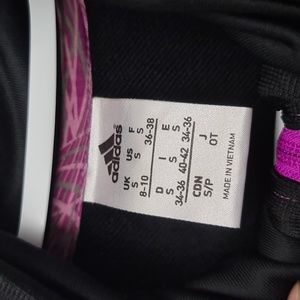 adidas
UK US F
S S S
8-10 S 36-38
D I E
S S S
34-36 40-42 34-36
CDN J
S/P OT
MADE IN VIETNAM